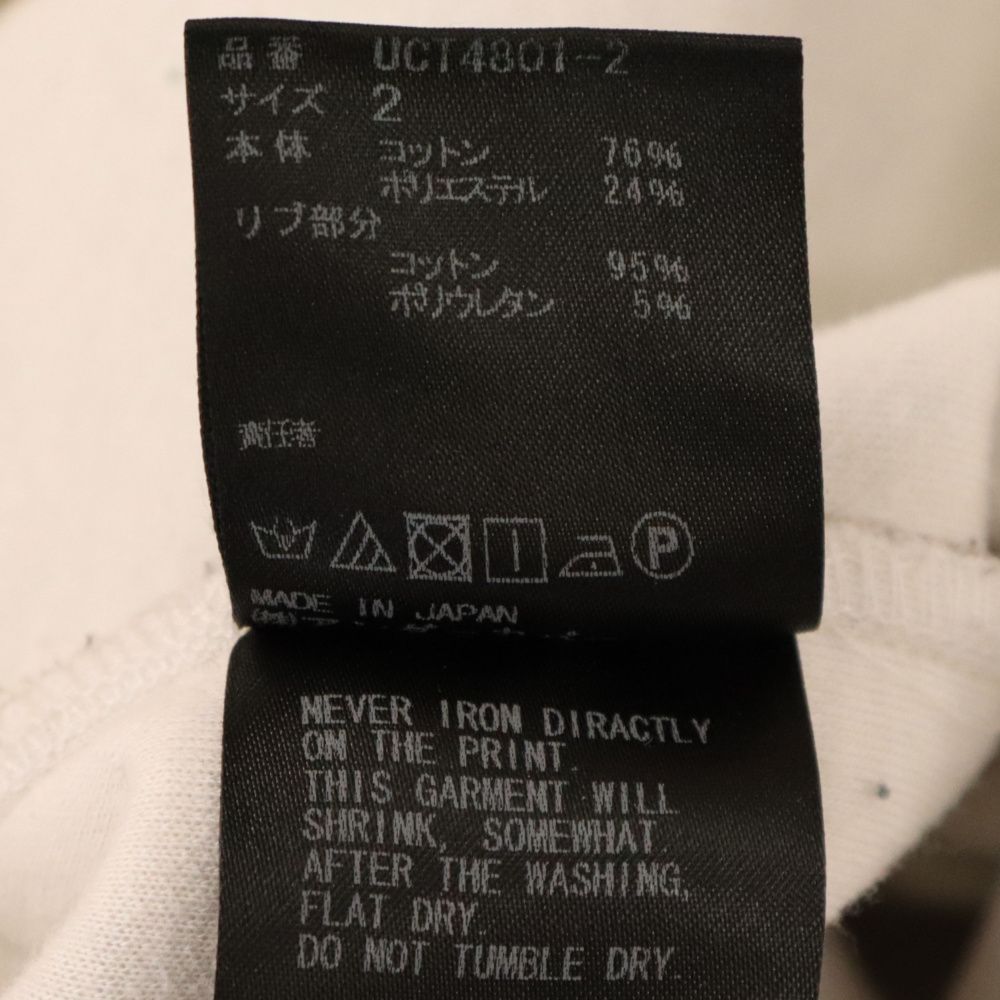 品番 UCT4801-2
サイズ 2
本体 コットン 76%
ポリエステル 24%
リブ部分
コットン 95%
ポリウレタン 5%
責任者
P
MADE IN JAPAN
NEVER IRON DIRACTLY
ON THE PRINT.
THIS GARMENT WILL
SHRINK, SOMEWHAT.
AFTER THE WASHING,
FLAT DRY.
DO NOT TUMBLE DRY.